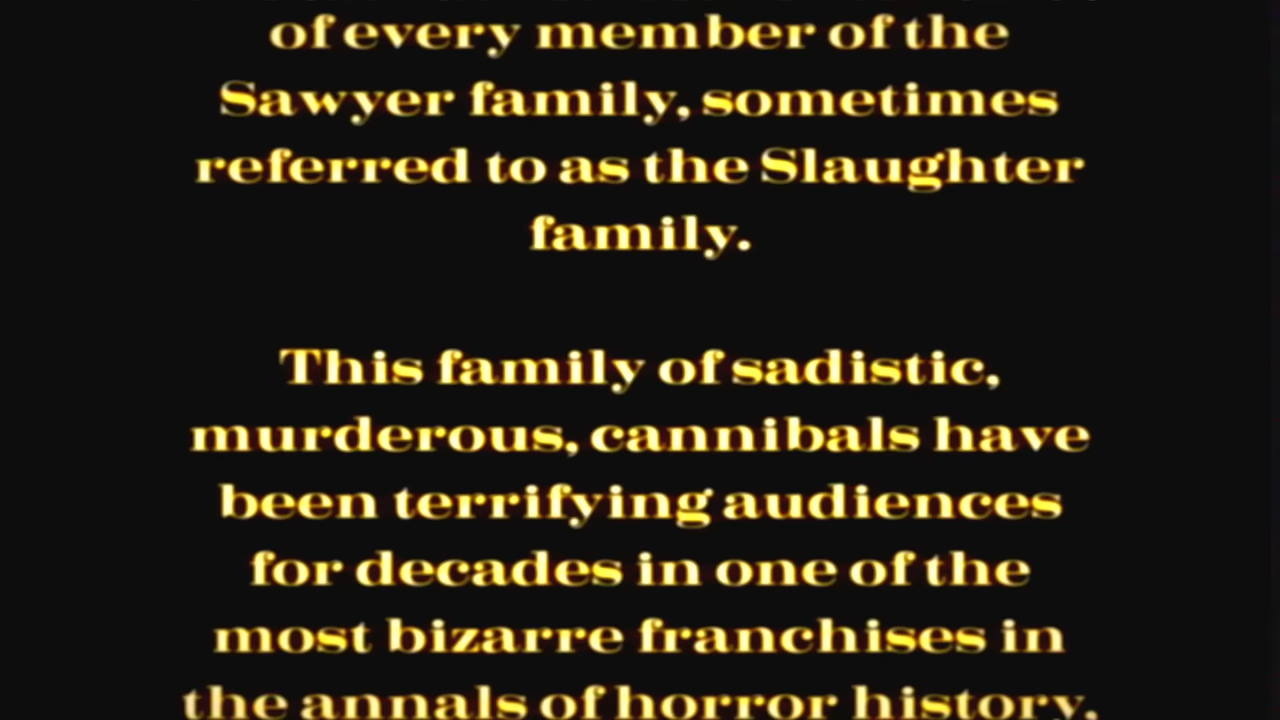 of every member of the
Sawyer family, sometimes
referred to as the Slaughter
family.
This family of sadistic,
murderous, cannibals have
been terrifying audiences
for decades in one of the
most bizarre franchises in
the annals of horror history.